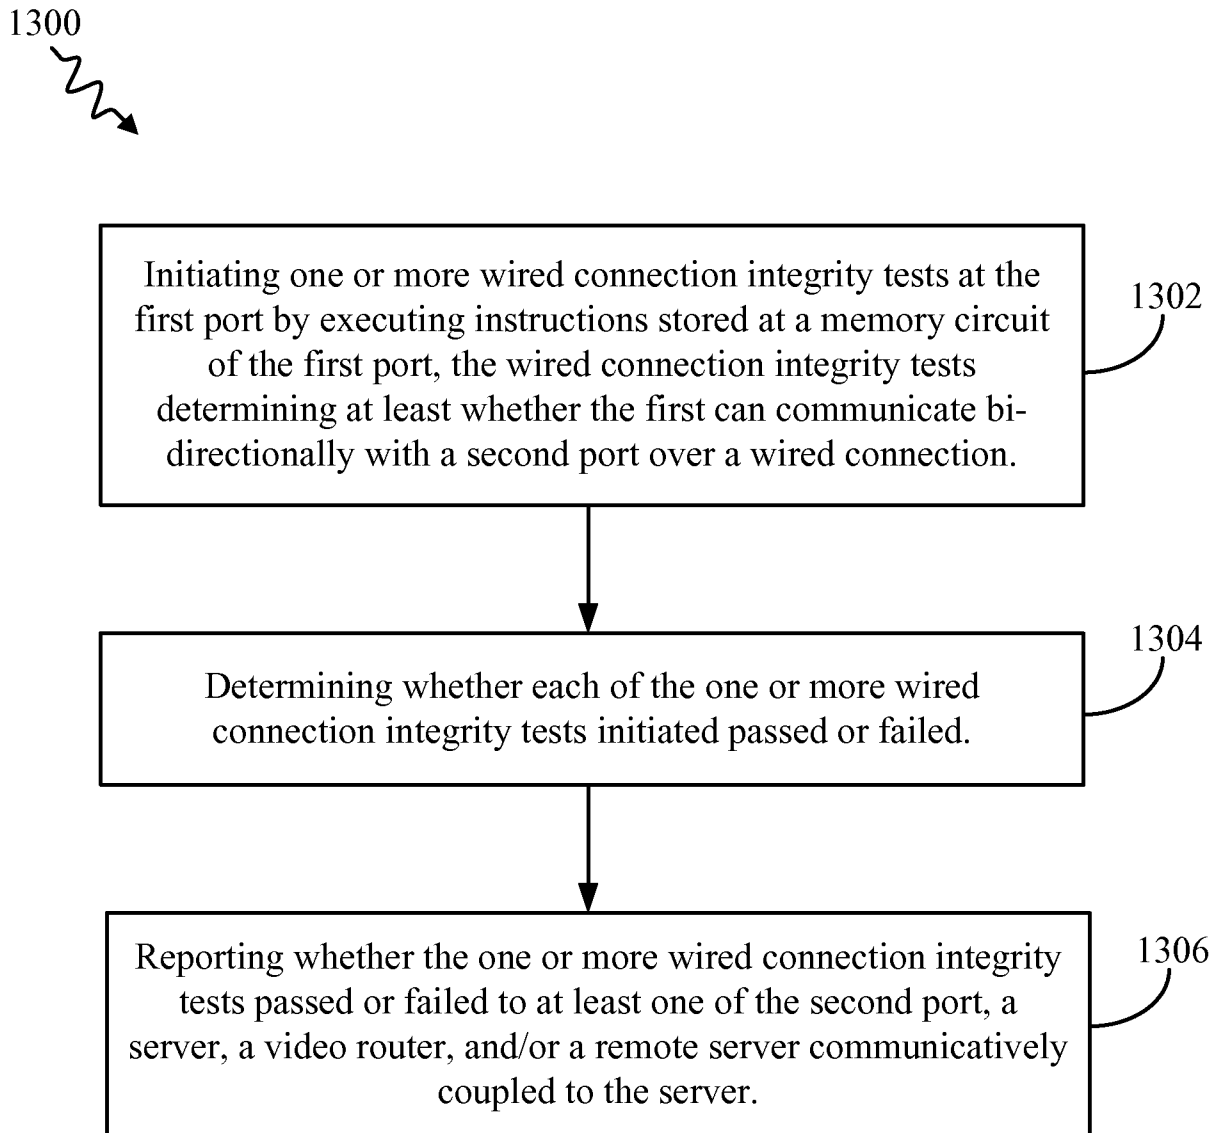 1300
Initiating one or more wired connection integrity tests at the
first port by executing instructions stored at a memory circuit
of the first port, the wired connection integrity tests
determining at least whether the first can communicate bi-
directionally with a second port over a wired connection.
1302
Determining whether each of the one or more wired
connection integrity tests initiated passed or failed.
1304
Reporting whether the one or more wired connection integrity
tests passed or failed to at least one of the second port, a
server, a video router, and/or a remote server communicatively
coupled to the server.
1306